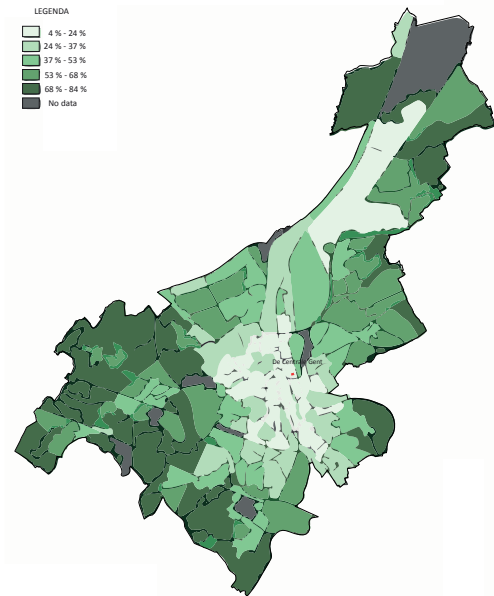 LEGENDA
4 % - 24 %
24 % - 37 %
37 % - 53 %
53 % - 68 %
68 % - 84 %
No data
De Centrale Gent